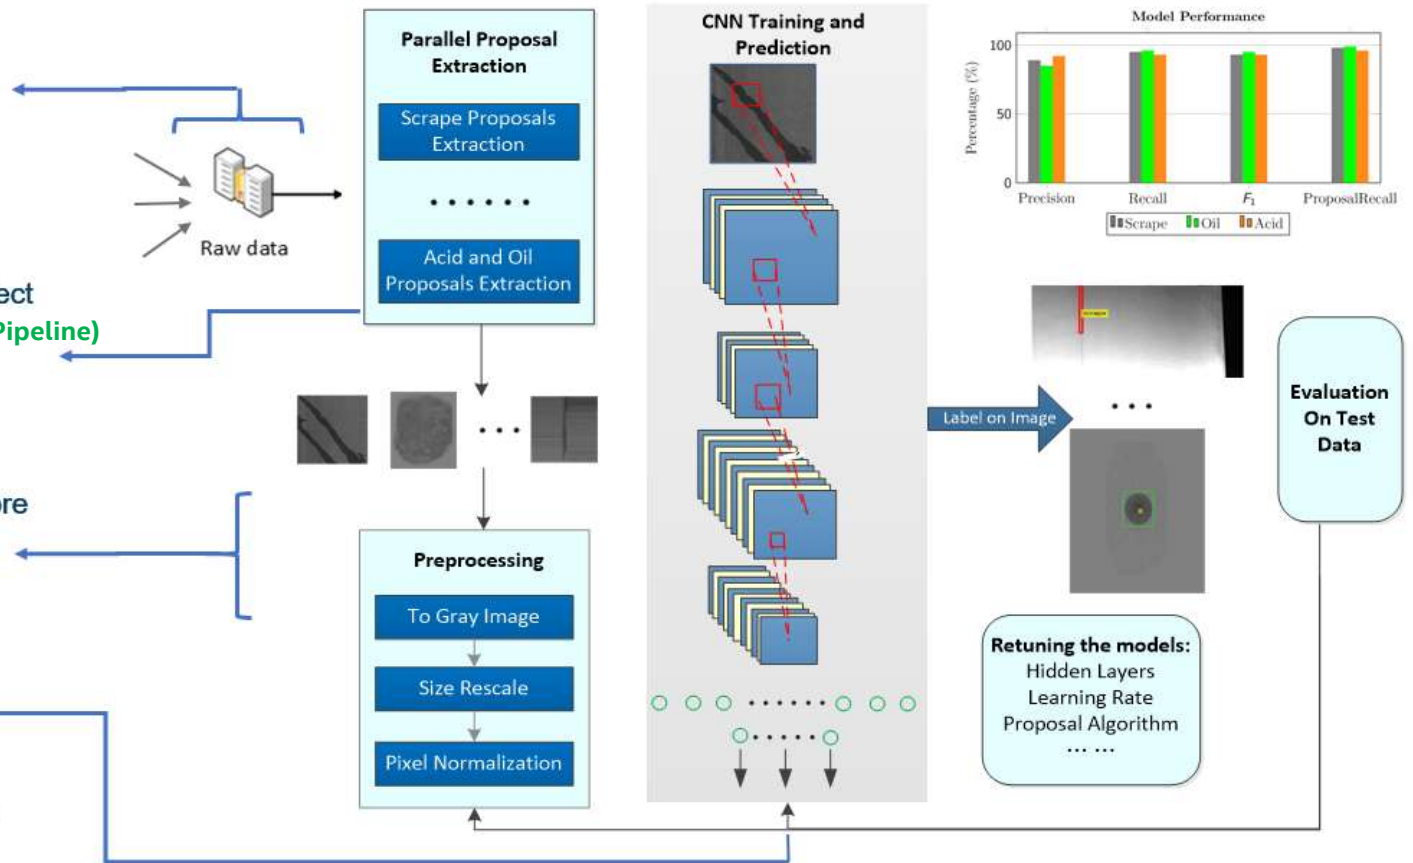 Parallel Proposal
Extraction
Scrape Proposals
Extraction
......
Acid and Oil
Proposals Extraction
Raw data
ect
Pipeline)
...
ore
Preprocessing
To Gray Image
Size Rescale
Pixel Normalization
CNN Training and
Prediction
......
.....
Label on Image
Model Performance
Percentage (%)
100
50
0
Precision
Recall
F1
ProposalRecall
Scrape
Oil
Acid
...
Evaluation
On Test
Data
Retuning the models:
Hidden Layers
Learning Rate
Proposal Algorithm
... ...